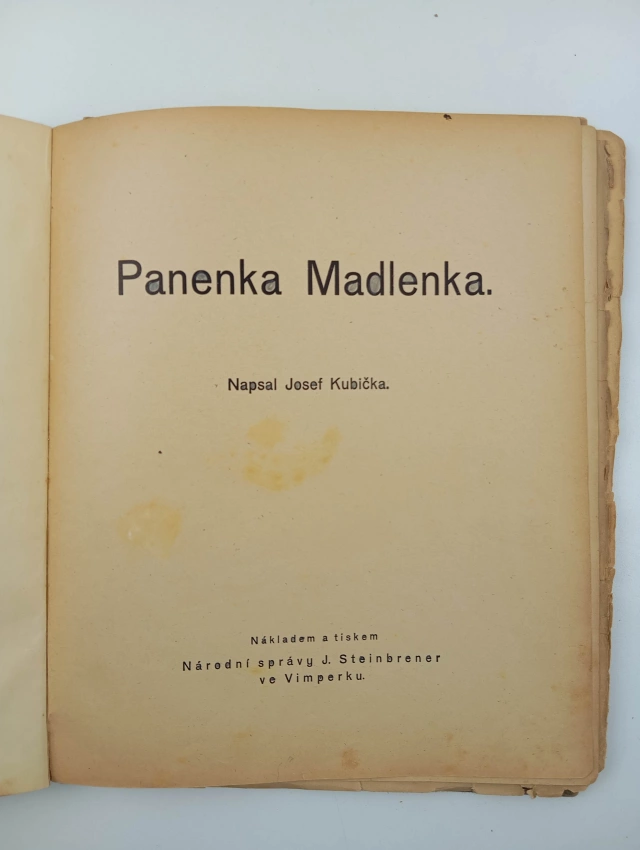 Panenka Madlenka.
Napsal Josef Kubička.
Nákladem a tiskem
Národní správy J. Steinbrener
ve Vimperku.